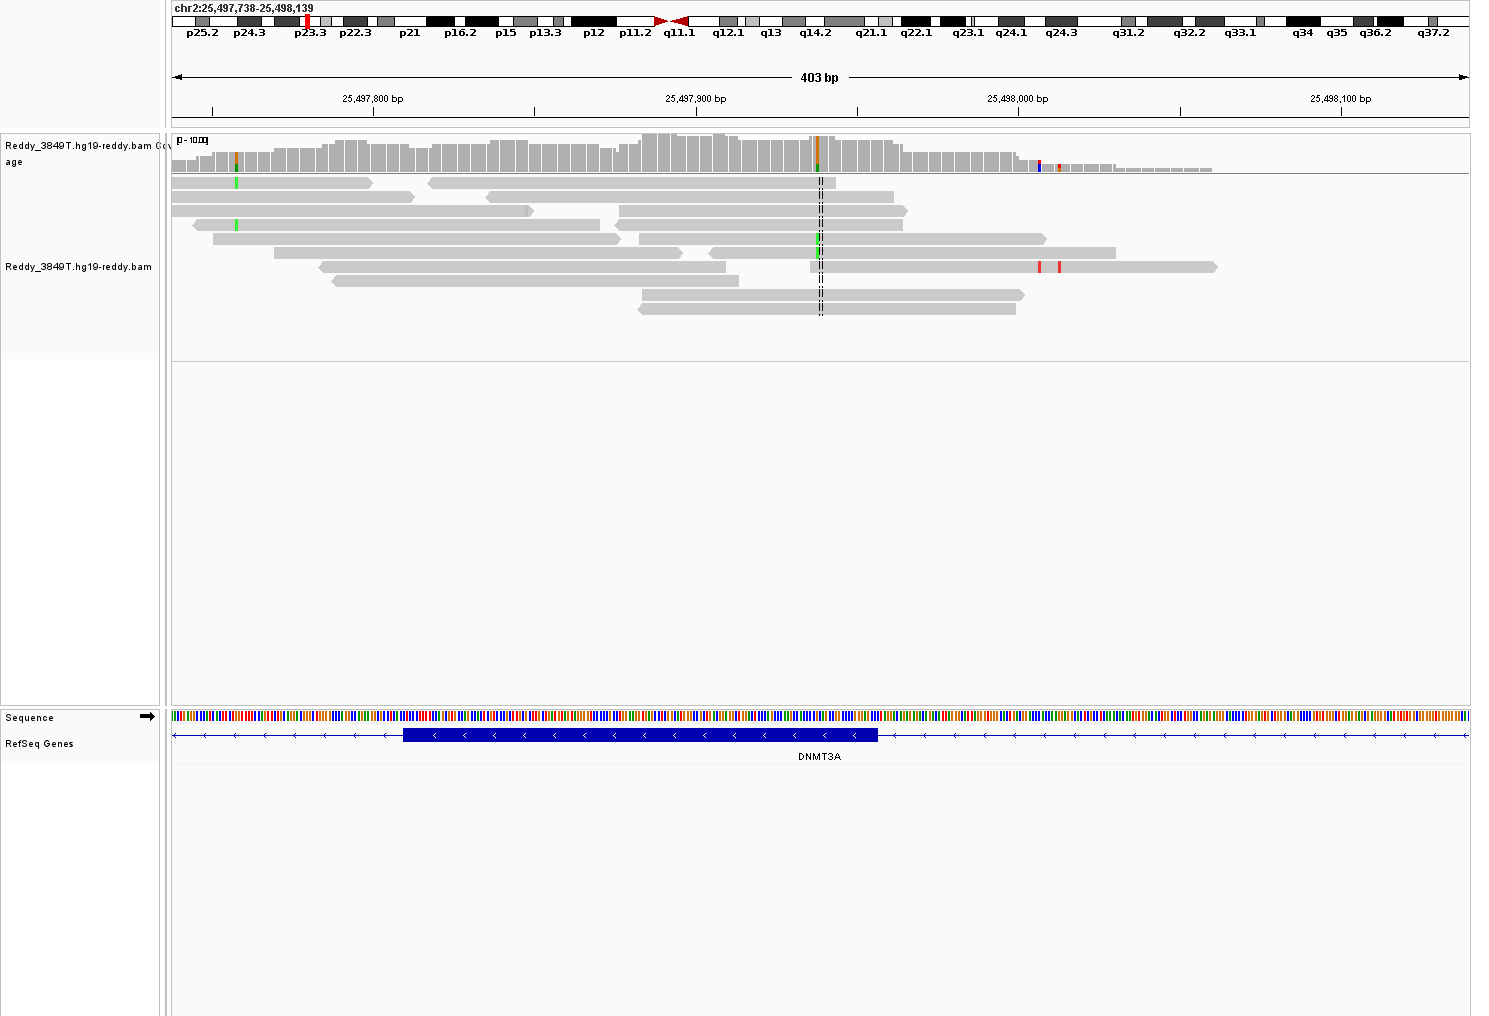 chr2:25,497,738-25,498,139
p25.2 p24.3 p23.3 p22.3 p21 p16.2 p15 p13.3 p12 p11.2 q11.1 q12.1 q13 q14.2 q21.1 q22.1 q23.1 q24.1 q24.3 q31.2 q32.2 q33.1 q34 q35 q36.2 q37.2
403 bp
25,497,800 bp 25,497,900 bp 25,498,000 bp 25,498,100 bp
[0 - 10.00]
Reddy_3849T.hg19-reddy.bam Cov
age
Reddy_3849T.hg19-reddy.bam
Sequence
RefSeq Genes
DNMT3A